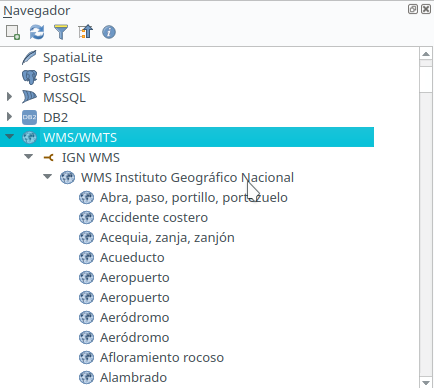 Navegador
SpatiaLite
PostGIS
MSSQL
DB2 DB2
WMS/WMTS
IGN WMS
WMS Instituto Geográfico Nacional
Abra, paso, portillo, portezuelo
Accidente costero
Acequia, zanja, zanjón
Acueducto
Aeropuerto
Aeropuerto
Aeródromo
Aeródromo
Afloramiento rocoso
Alambrado